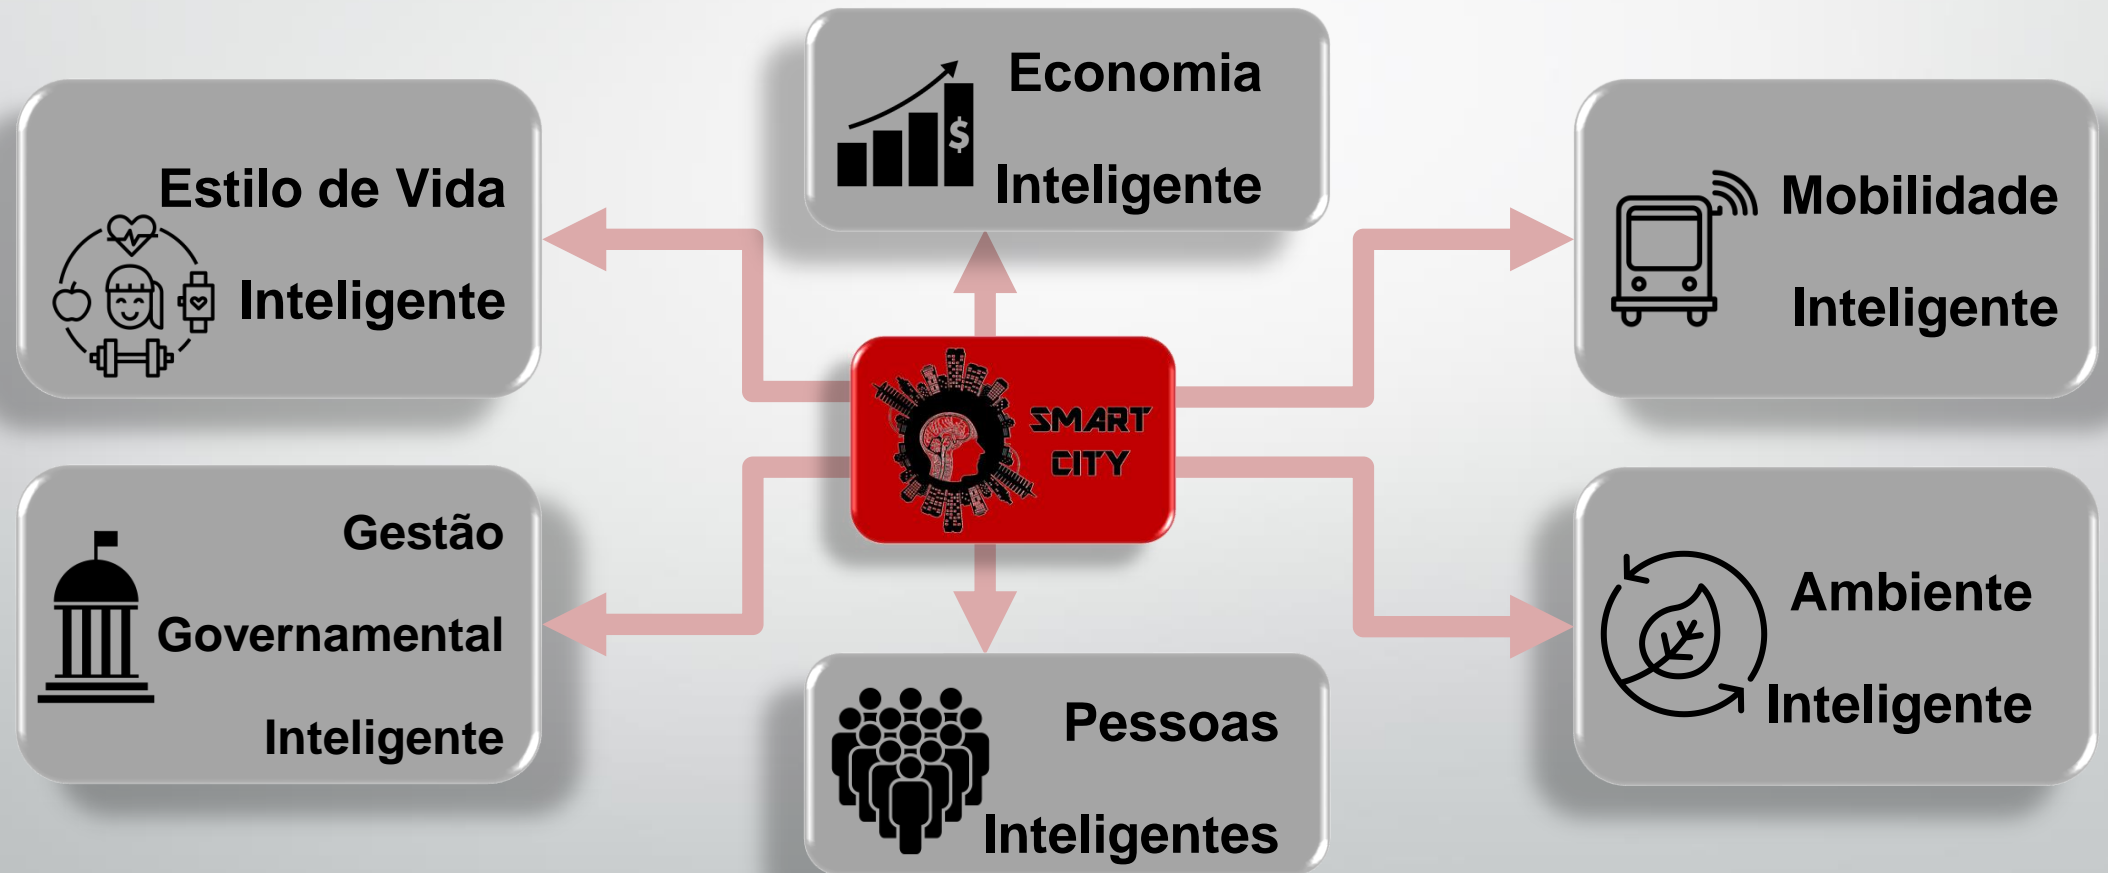 Economia
Inteligente
Estilo de Vida
Inteligente
Mobilidade
Inteligente
$
SMART
CITY
Gestão
Governamental
Inteligente
Ambiente
Inteligente
Pessoas
Inteligentes